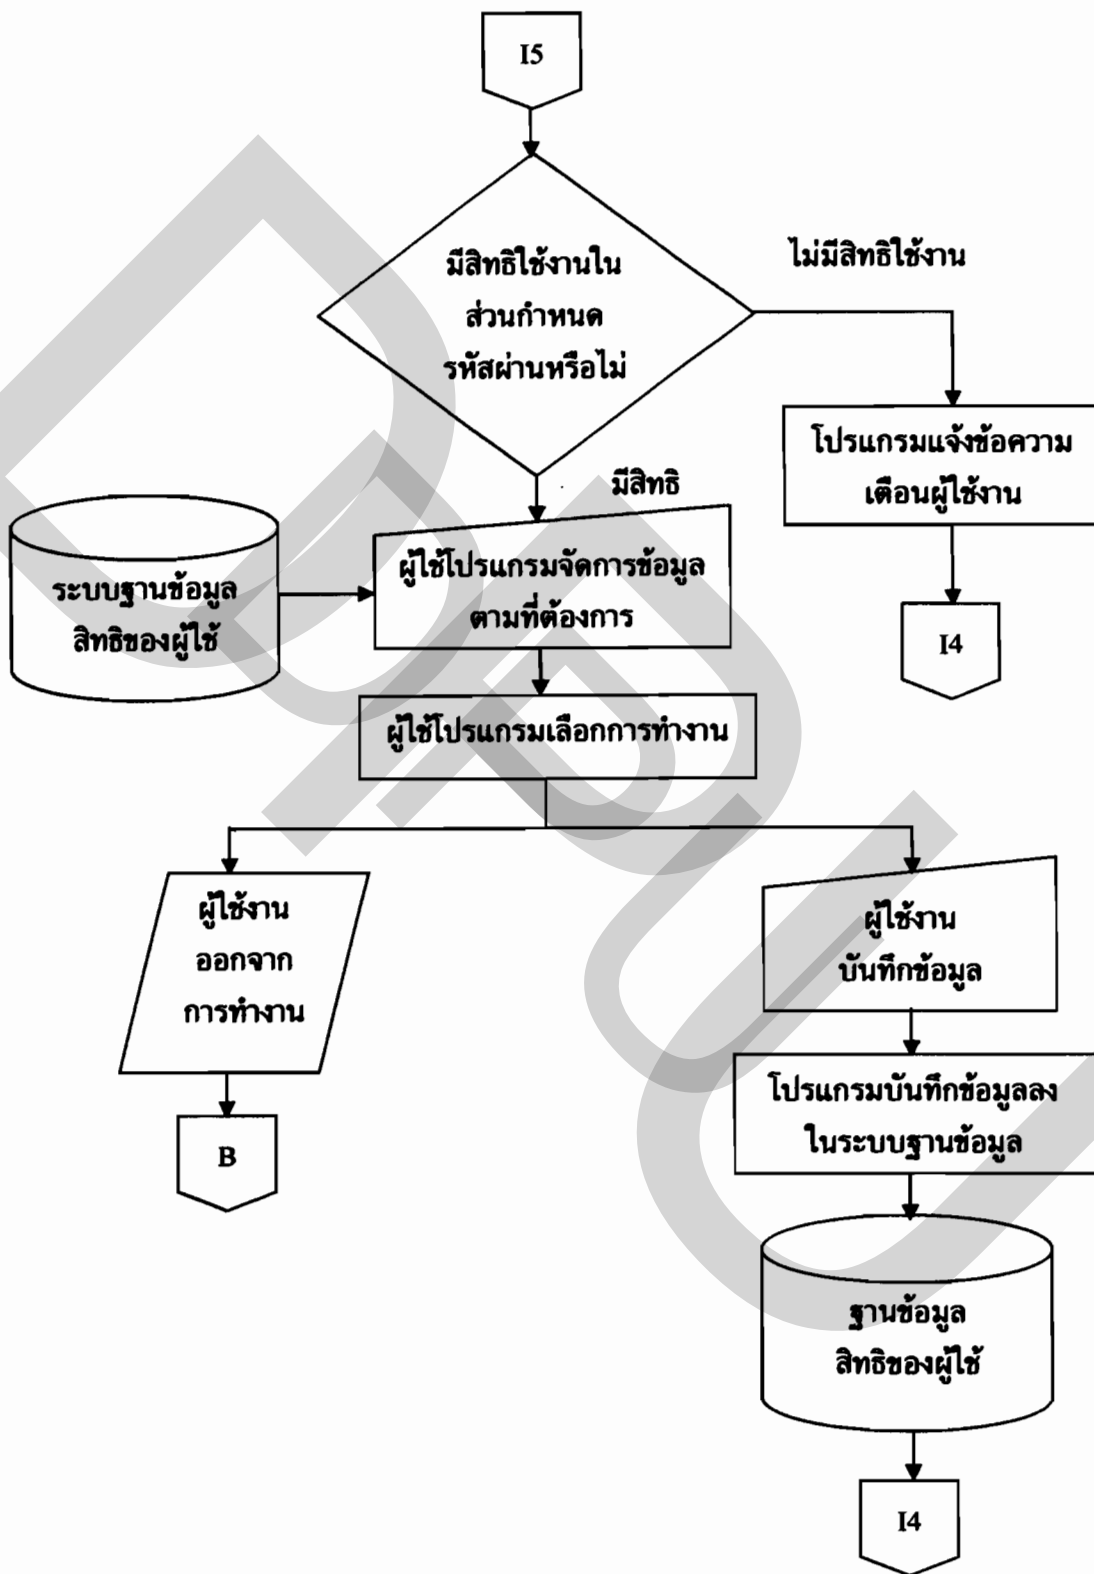 I5
มีสิทธิใช้งานใน
ส่วนกำหนด
รหัสผ่านหรือไม่
ไม่มีสิทธิใช้งาน
โปรแกรมแจ้งข้อความ
เตือนผู้ใช้งาน
I4
มีสิทธิ
ระบบฐานข้อมูล
สิทธิของผู้ใช้
ผู้ใช้โปรแกรมจัดการข้อมูล
ตามที่ต้องการ
ผู้ใช้โปรแกรมเลือกการทำงาน
ผู้ใช้งาน
ออกจาก
การทำงาน
B
ผู้ใช้งาน
บันทึกข้อมูล
โปรแกรมบันทึกข้อมูลลง
ในระบบฐานข้อมูล
ฐานข้อมูล
สิทธิของผู้ใช้
I4
DPU